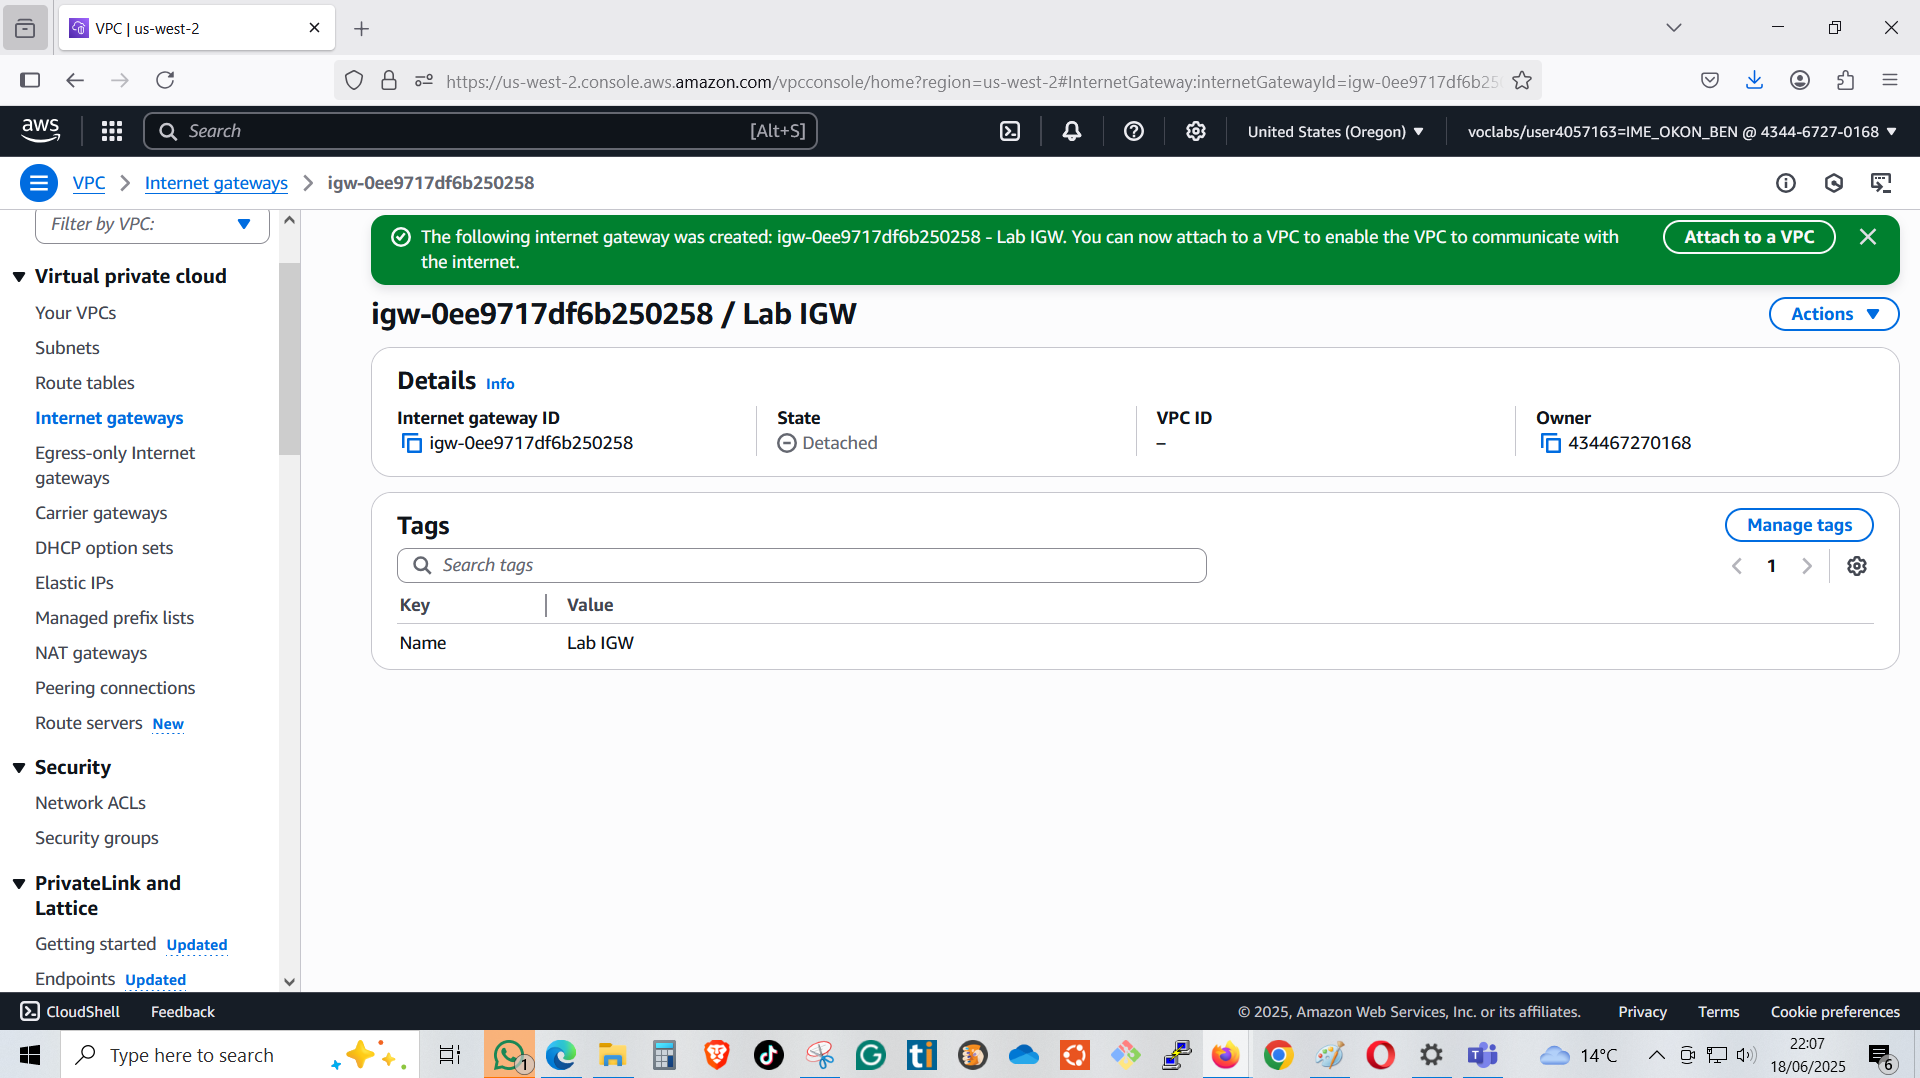 VPC | us-west-2
https://us-west-2.console.aws.amazon.com/vpcconsole/home?region=us-west-2#InternetGateway:internetGatewayId=igw-0ee9717df6b25
aws
Search
[Alt+S]
United States (Oregon)
voclabs/user4057163=IME_OKON_BEN @ 4344-6727-0168
VPC
Internet gateways
igw-0ee9717df6b250258
Filter by VPC:
Virtual private cloud
Your VPCs
Subnets
Route tables
Internet gateways
Egress-only Internet
gateways
Carrier gateways
DHCP option sets
Elastic IPs
Managed prefix lists
NAT gateways
Peering connections
Route servers New
Security
Network ACLs
Security groups
PrivateLink and
Lattice
Getting started Updated
Endpoints Updated
The following internet gateway was created: igw-0ee9717df6b250258 - Lab IGW. You can now attach to a VPC to enable the VPC to communicate with
the internet.
Attach to a VPC
igw-0ee9717df6b250258 / Lab IGW
Actions
Details Info
Internet gateway ID
igw-0ee9717df6b250258
State
Detached
VPC ID
–
Owner
434467270168
Tags
Manage tags
Search tags
1
Key
Value
Name
Lab IGW
CloudShell
Feedback
© 2025, Amazon Web Services, Inc. or its affiliates.
Privacy
Terms
Cookie preferences
Type here to search
1
ti
14°C
22:07
18/06/2025
6